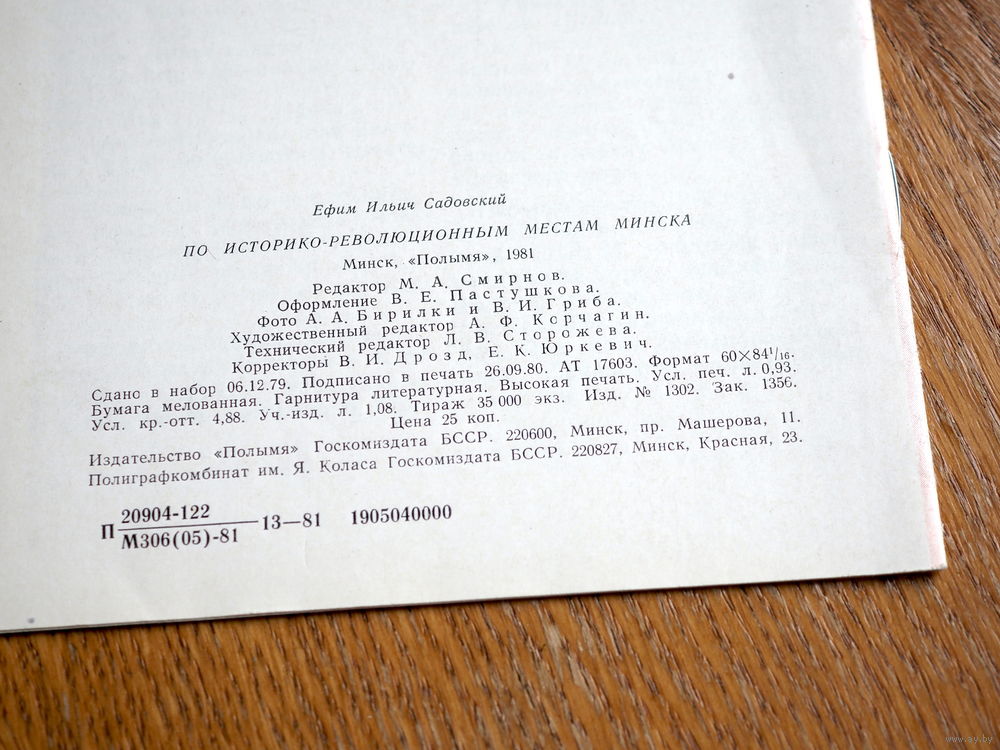 Ефим Ильич Садовский
ПО ИСТОРИКО-РЕВОЛЮЦИОННЫМ МЕСТАМ МИНСКА
Минск, «Полымя», 1981
Редактор М. А. Смирнов.
Оформление В. Е. Пастушкова.
Фото А. А. Бирилки и В. И. Гриба.
Художественный редактор А. Ф. Корчагин.
Технический редактор Л. В. Сторожева.
Корректоры В. И. Дрозд, Е. К. Юркевич.
Сдано в набор 06.12.79. Подписано в печать 26.09.80. АТ 17603. Формат 60×84¹/₁₆.
Бумага мелованная. Гарнитура литературная. Высокая печать. Усл. печ. л. 0,93.
Усл. кр.-отт. 4,88. Уч.-изд. л. 1,08. Тираж 35 000 экз. Изд. № 1302. Зак. 1356.
Цена 25 коп.
Издательство «Полымя» Госкомиздата БССР. 220600, Минск, пр. Машерова, 11.
Полиграфкомбинат им. Я. Коласа Госкомиздата БССР. 220827, Минск, Красная, 23.
20904-122
П 13—81 1905040000
М306(05)-81
www.ay.by